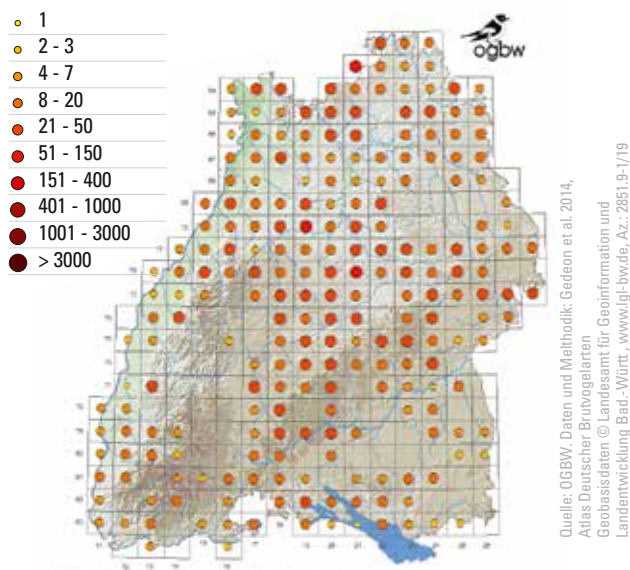 1
2 - 3
4 - 7
8 - 20
21 - 50
51 - 150
151 - 400
401 - 1000
1001 - 3000
> 3000
ogbw
Quelle: OGBW. Daten und Methodik: Gedeon et al. 2014,
Atlas Deutscher Brutvogelarten
Geobasisdaten © Landesamt für Geoinformation und
Landentwicklung Bad.-Württ., www.lgl-bw.de, Az.: 2851.9-1/19